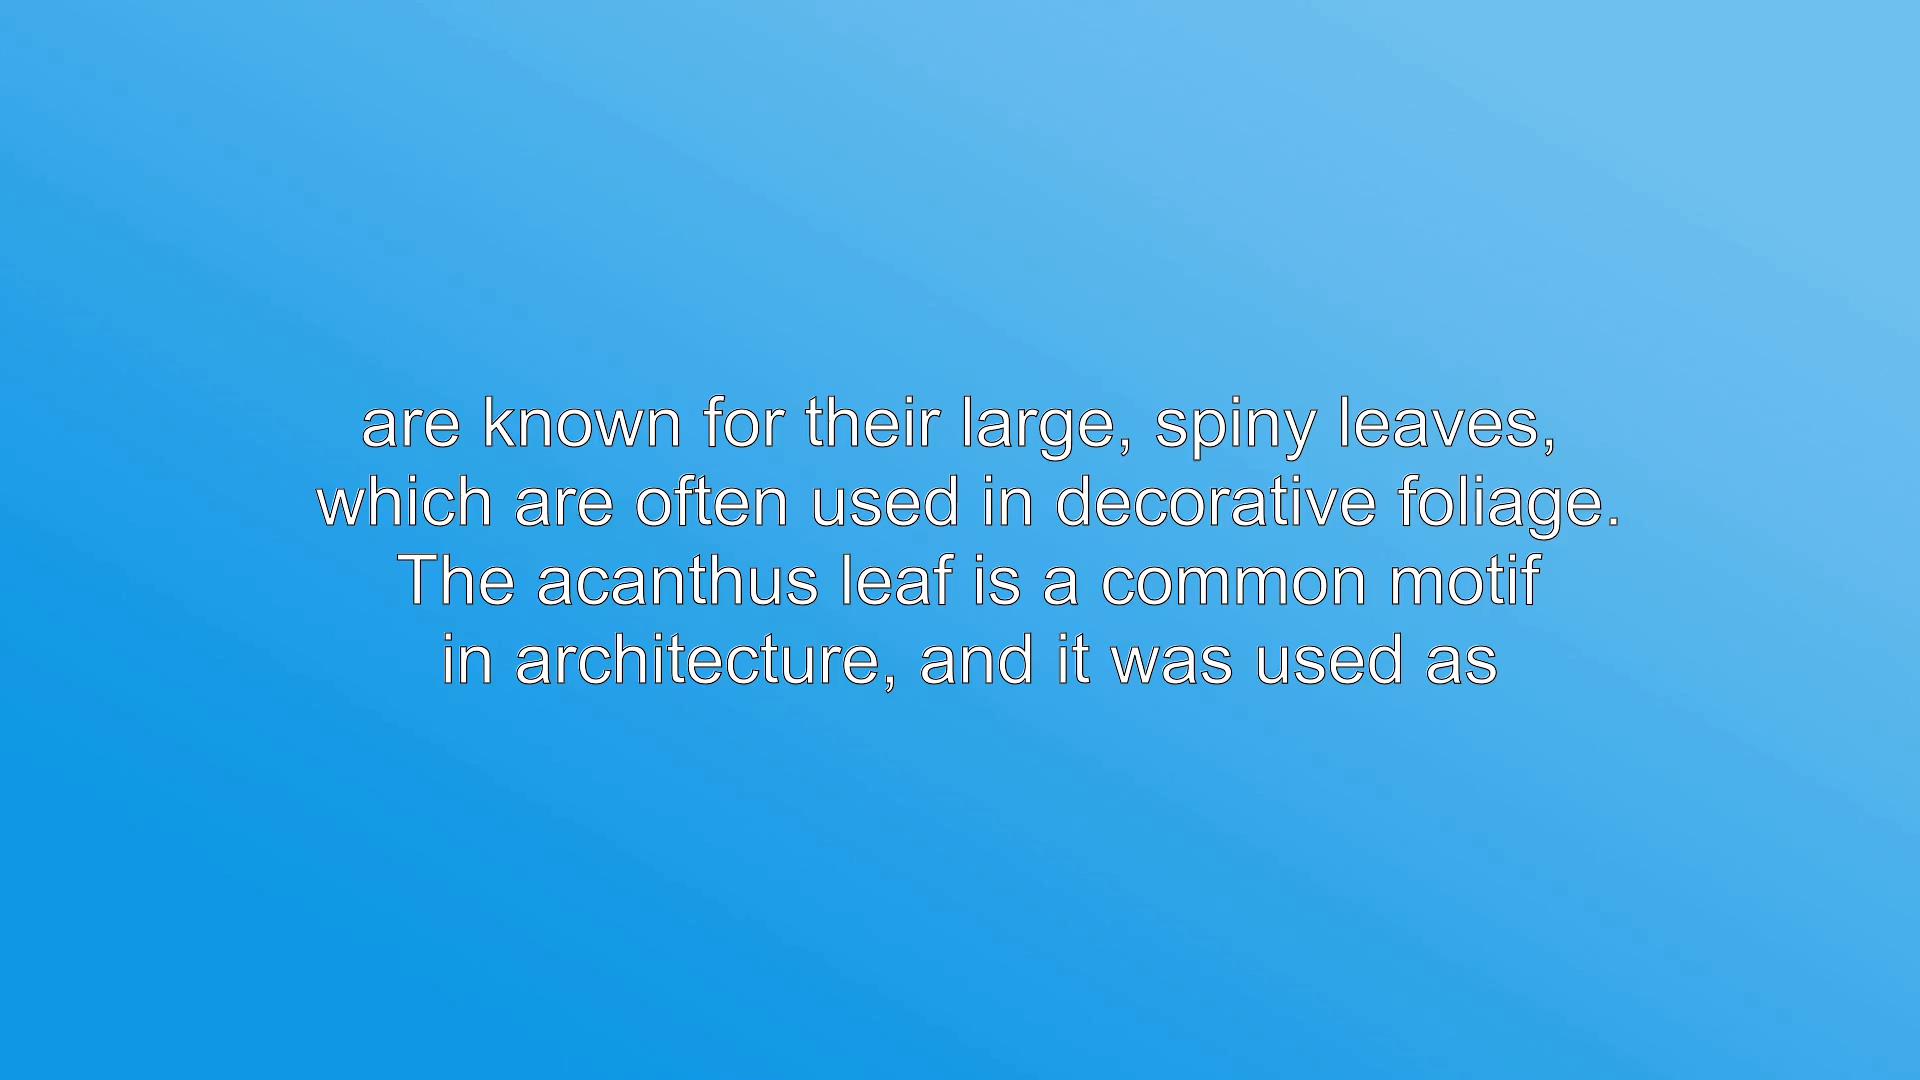 are known for their large, spiny leaves,
which are often used in decorative foliage.
The acanthus leaf is a common motif
in architecture, and it was used as